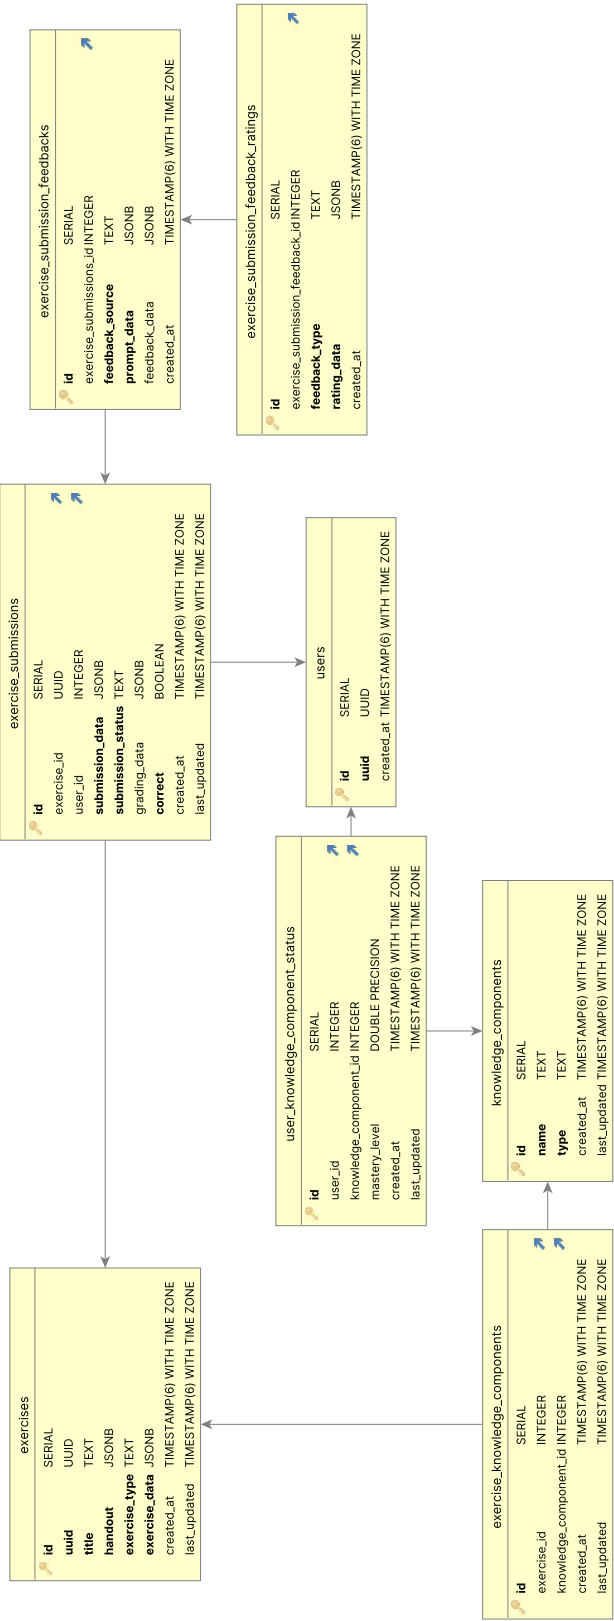 exercises
id SERIAL
uuid UUID
title TEXT
handout JSONB
exercise_type TEXT
exercise_data JSONB
created_at TIMESTAMP(6) WITH TIME ZONE
last_updated TIMESTAMP(6) WITH TIME ZONE
exercise_submissions
id SERIAL
exercise_id UUID
user_id INTEGER
submission_data JSONB
submission_status TEXT
grading_data JSONB
correct BOOLEAN
created_at TIMESTAMP(6) WITH TIME ZONE
last_updated TIMESTAMP(6) WITH TIME ZONE
exercise_submission_feedbacks
id SERIAL
exercise_submissions_id INTEGER
feedback_source TEXT
prompt_data JSONB
feedback_data JSONB
created_at TIMESTAMP(6) WITH TIME ZONE
exercise_submission_feedback_ratings
id SERIAL
exercise_submission_feedback_id INTEGER
feedback_type TEXT
rating_data JSONB
created_at TIMESTAMP(6) WITH TIME ZONE
user_knowledge_component_status
id SERIAL
user_id INTEGER
knowledge_component_id INTEGER
mastery_level DOUBLE PRECISION
created_at TIMESTAMP(6) WITH TIME ZONE
last_updated TIMESTAMP(6) WITH TIME ZONE
users
id SERIAL
uuid UUID
created_at TIMESTAMP(6) WITH TIME ZONE
exercise_knowledge_components
id SERIAL
exercise_id INTEGER
knowledge_component_id INTEGER
created_at TIMESTAMP(6) WITH TIME ZONE
last_updated TIMESTAMP(6) WITH TIME ZONE
knowledge_components
id SERIAL
name TEXT
type TEXT
created_at TIMESTAMP(6) WITH TIME ZONE
last_updated TIMESTAMP(6) WITH TIME ZONE